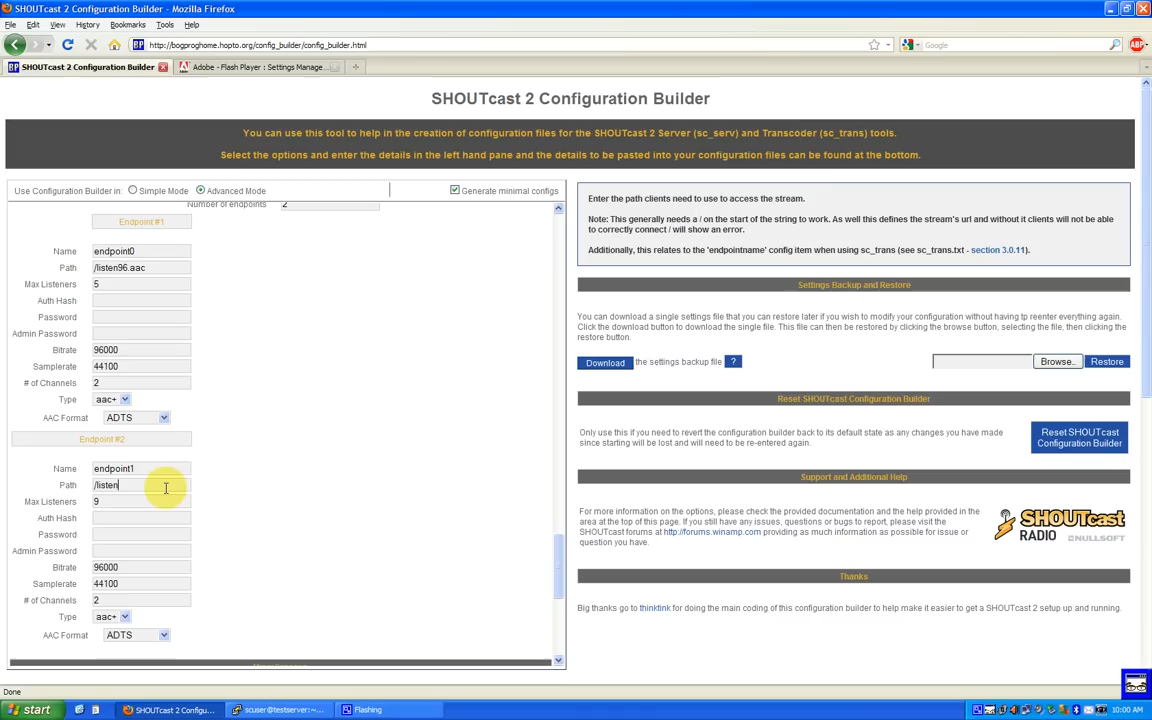 SHOUTcast 2 Configuration Builder - Mozilla Firefox
File Edit View History Bookmarks Tools Help
http://bogproghome.hopto.org/config_builder/config_builder.html
Google
ABP
BP SHOUTcast 2 Configuration Builder
Adobe - Flash Player : Settings Manage...
SHOUTcast 2 Configuration Builder
You can use this tool to help in the creation of configuration files for the SHOUTcast 2 Server (sc_serv) and Transcoder (sc_trans) tools.
Select the options and enter the details in the left hand pane and the details to be pasted into your configuration files can be found at the bottom.
Use Configuration Builder in: Simple Mode Advanced Mode
Generate minimal configs
Number of endpoints 2
Endpoint #1
Name endpoint0
Path /listen96.aac
Max Listeners 5
Auth Hash
Password
Admin Password
Bitrate 96000
Samplerate 44100
# of Channels 2
Type aac+
AAC Format ADTS
Endpoint #2
Name endpoint1
Path /listen
Max Listeners 9
Auth Hash
Password
Admin Password
Bitrate 96000
Samplerate 44100
# of Channels 2
Type aac+
AAC Format ADTS
Enter the path clients need to use to access the stream.
Note: This generally needs a / on the start of the string to work. As well this defines the stream's url and without it clients will not be able
to correctly connect / will show an error.
Additionally, this relates to the 'endpointname' config item when using sc_trans (see sc_trans.txt - section 3.0.11).
Settings Backup and Restore
You can download a single settings file that you can restore later if you wish to modify your configuration without having tp reenter everything again.
Click the download button to download the single file. This file can then be restored by clicking the browse button, selecting the file, then clicking the
restore button.
Download the settings backup file ?
Browse.. Restore
Reset SHOUTcast Configuration Builder
Only use this if you need to revert the configuration builder back to its default state as any changes you have made
since starting will be lost and will need to be re-entered again.
Reset SHOUTcast
Configuration Builder
Support and Additional Help
For more information on the options, please check the provided documentation and the help provided in the
area at the top of this page. If you still have any issues, questions or bugs to report, please visit the
SHOUTcast forums at http://forums.winamp.com providing as much information as possible for issue or
question you have.
SHOUTcast
RADIO NULLSOFT
Thanks
Big thanks go to thinktink for doing the main coding of this configuration builder to help make it easier to get a SHOUTcast 2 setup up and running.
Done
start
SHOUTcast 2 Configu...
scuser@testserver:~...
Flashing
10:00 AM